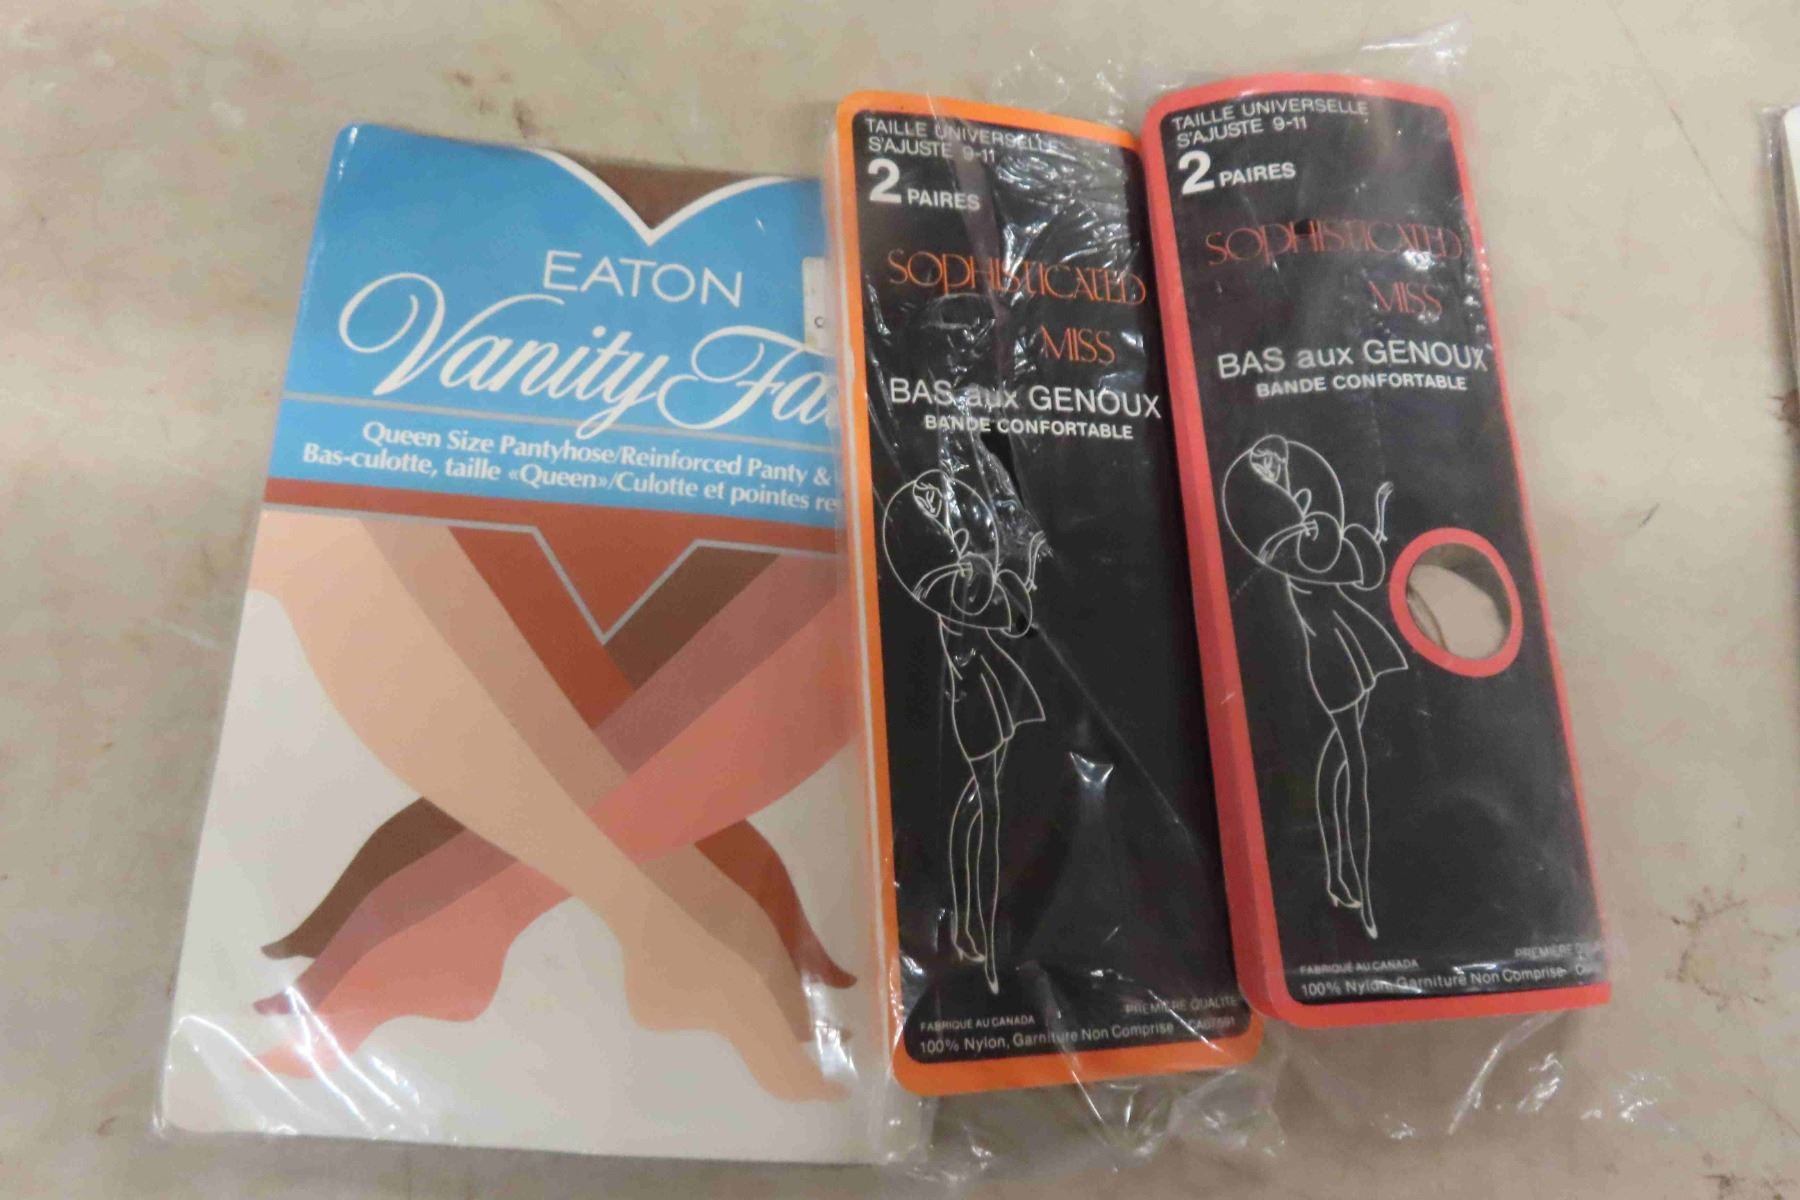 EATON
Vanity Fa
Queen Size Pantyhose/Reinforced Panty &
Bas-culotte, taille «Queen»/Culotte et pointes re
TAILLE UNIVERSELLE
S'AJUSTE 9-11
2 PAIRES
SOPHISTICATED
MISS
BAS aux GENOUX
BANDE CONFORTABLE
FABRIQUÉ AU CANADA
PREMIÈRE QUALITÉ
100% Nylon, Garniture Non Comprise
TAILLE UNIVERSELLE
S'AJUSTE 9-11
2 PAIRES
SOPHISTICATED
MISS
BAS aux GENOUX
BANDE CONFORTABLE
FABRIQUÉ AU CANADA
PREMIÈRE
100% Nylon, Garniture Non Comprise